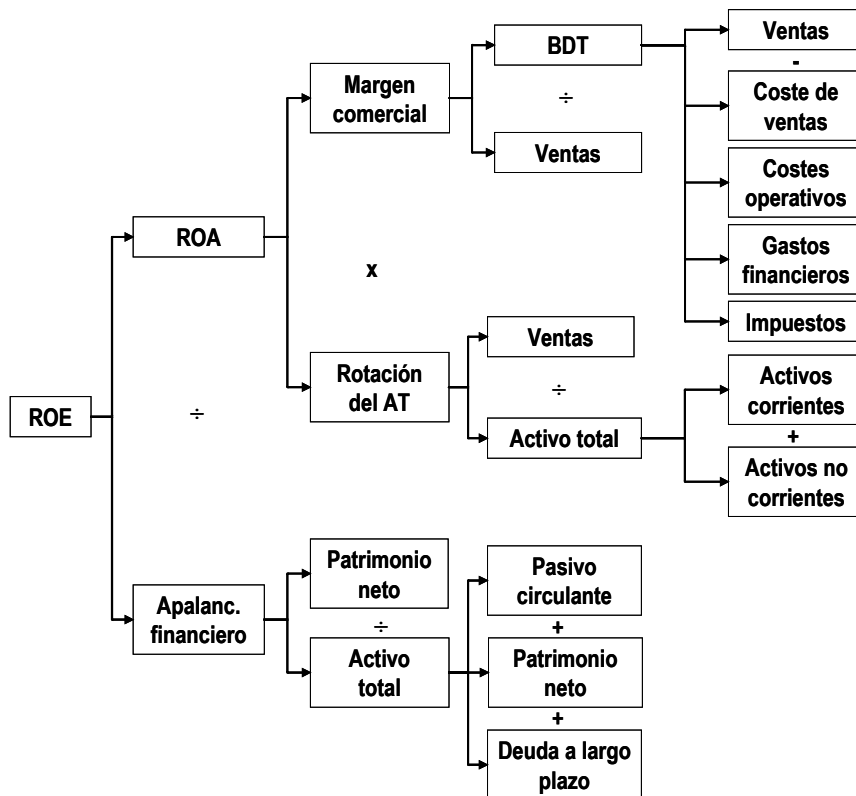 BDT
Ventas
-
Margen
comercial
÷
Coste de
ventas
Ventas
Costes
operativos
ROA
Gastos
financieros
x
Ventas
Impuestos
Rotación
del AT
÷
Activos
corrientes
ROE
÷
Activo total
+
Activos no
corrientes
Patrimonio
neto
Pasivo
circulante
Apalanc.
financiero
÷
+
Activo
total
Patrimonio
neto
+
Deuda a largo
plazo